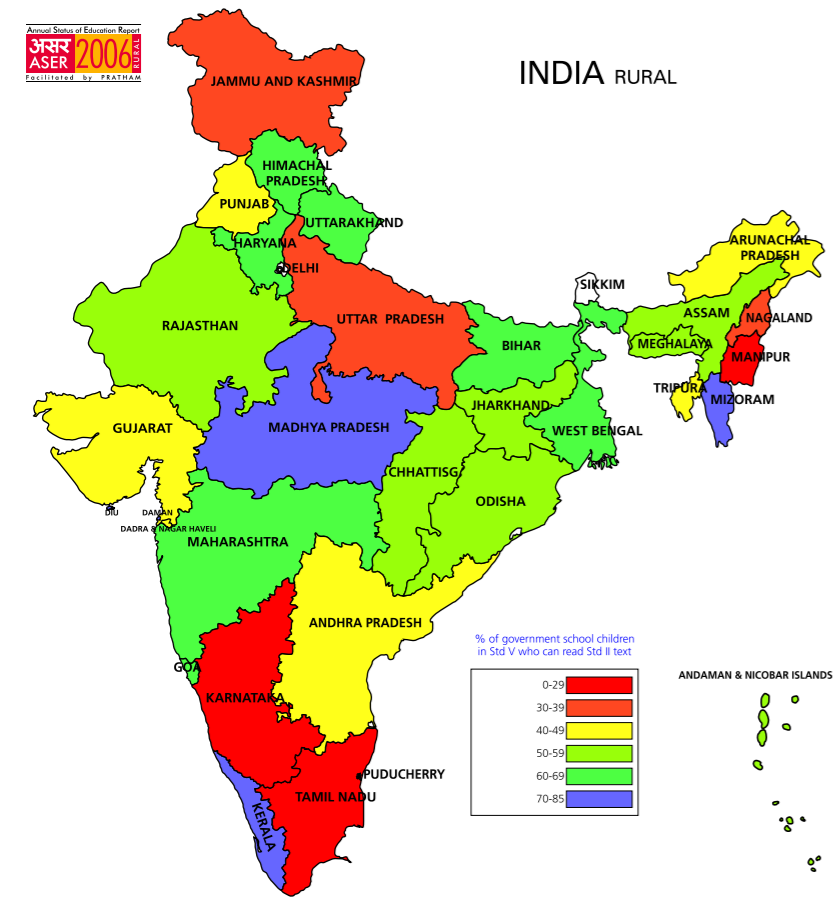 Annual Status of Education Report
असर
ASER
2006
RURAL
Facilitated by PRATHAM
INDIA RURAL
JAMMU AND KASHMIR
HIMACHAL
PRADESH
PUNJAB
UTTARAKHAND
HARYANA
DELHI
ARUNACHAL
PRADESH
SIKKIM
RAJASTHAN
UTTAR PRADESH
ASSAM
NAGALAND
BIHAR
MEGHALAYA
MANIPUR
TRIPURA
MIZORAM
JHARKHAND
GUJARAT
MADHYA PRADESH
WEST BENGAL
CHHATTISG
ODISHA
DIU
DAMAN
DADRA & NAGAR HAVELI
MAHARASHTRA
ANDHRA PRADESH
GOA
KARNATAKA
PUDUCHERRY
TAMIL NADU
KERALA
% of government school children
in Std V who can read Std II text
0-29
30-39
40-49
50-59
60-69
70-85
ANDAMAN & NICOBAR ISLANDS